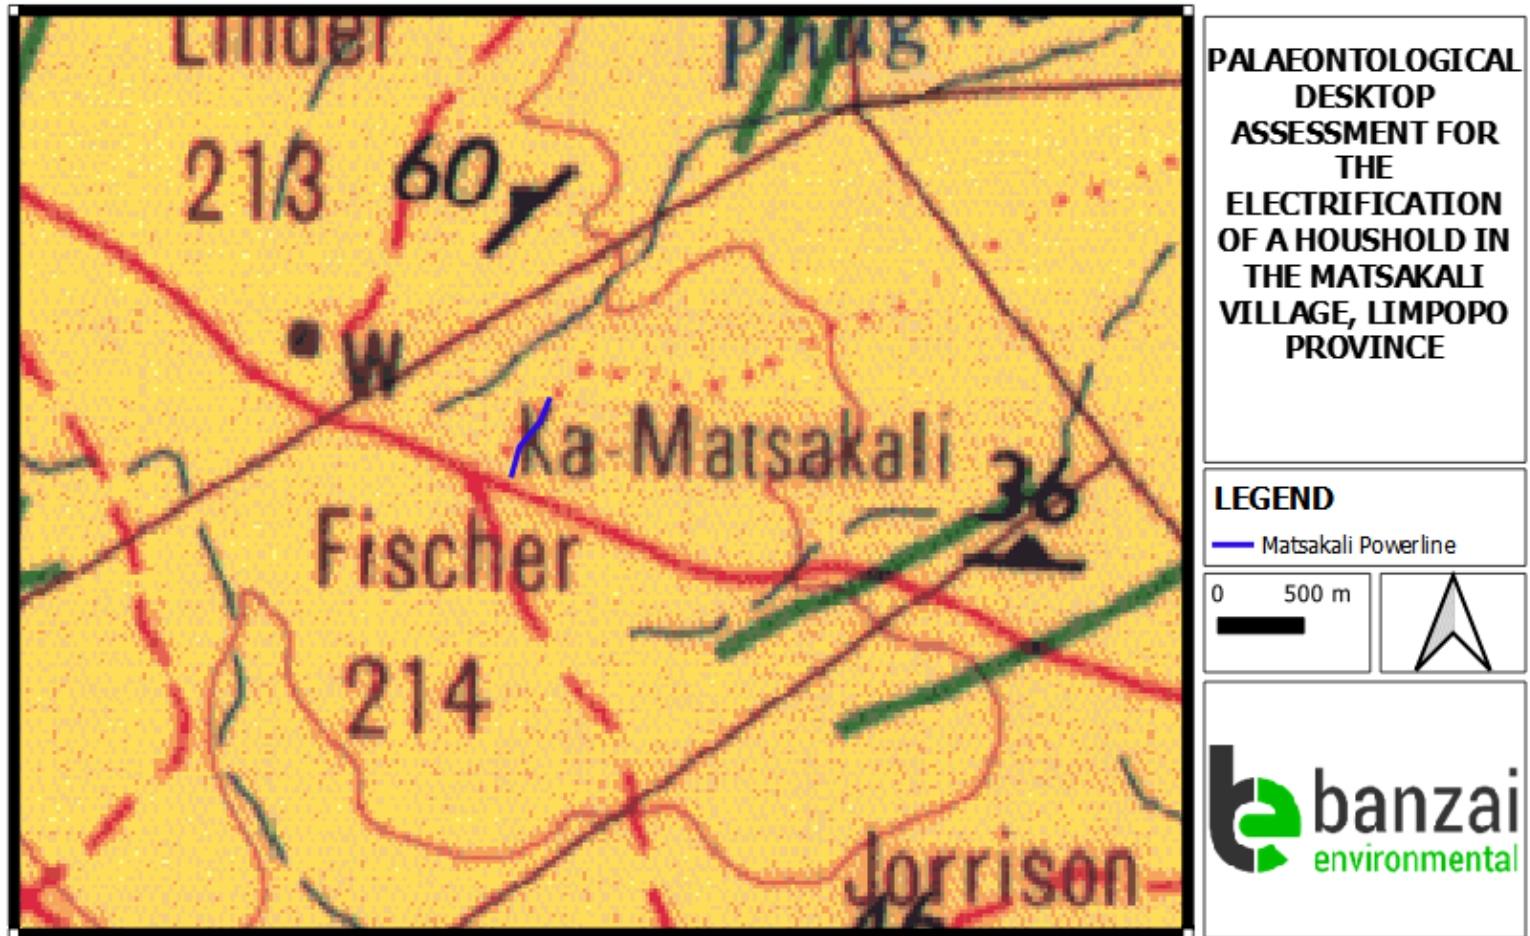 Linder
213
60
W
Ka-Matsakali
36
Fischer
214
Jorrison
PALAEONTOLOGICAL
DESKTOP
ASSESSMENT FOR
THE
ELECTRIFICATION
OF A HOUSHOLD IN
THE MATSAKALI
VILLAGE, LIMPOPO
PROVINCE
LEGEND
Matsakali Powerline
0 500 m
banzai
environmental